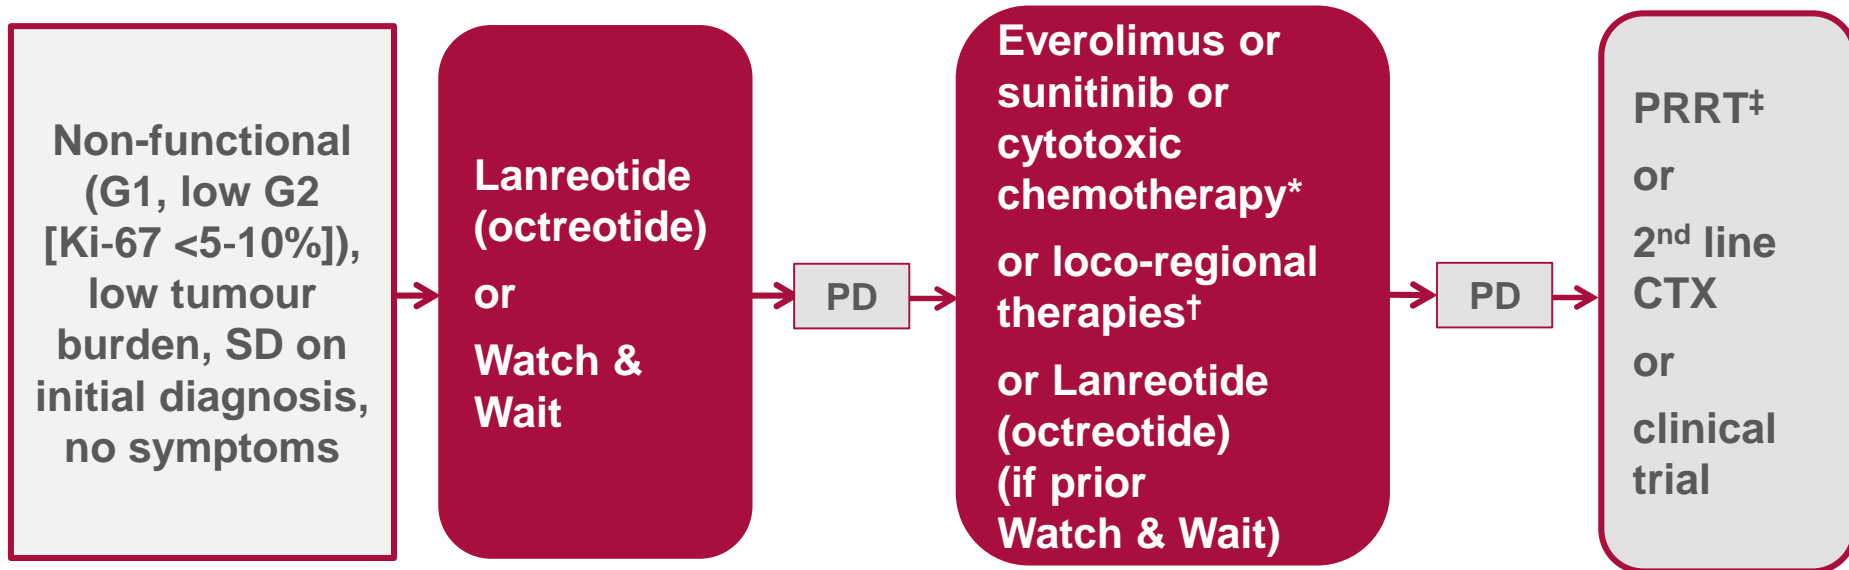 Non-functional
(G1, low G2
[Ki-67 <5-10%]),
low tumour
burden, SD on
initial diagnosis,
no symptoms
Lanreotide
(octreotide)
or
Watch &
Wait
PD
Everolimus or
sunitinib or
cytotoxic
chemotherapy*
or loco-regional
therapies†
or Lanreotide
(octreotide)
(if prior
Watch & Wait)
PD
PRRT‡
or
2nd line
CTX
or
clinical
trial